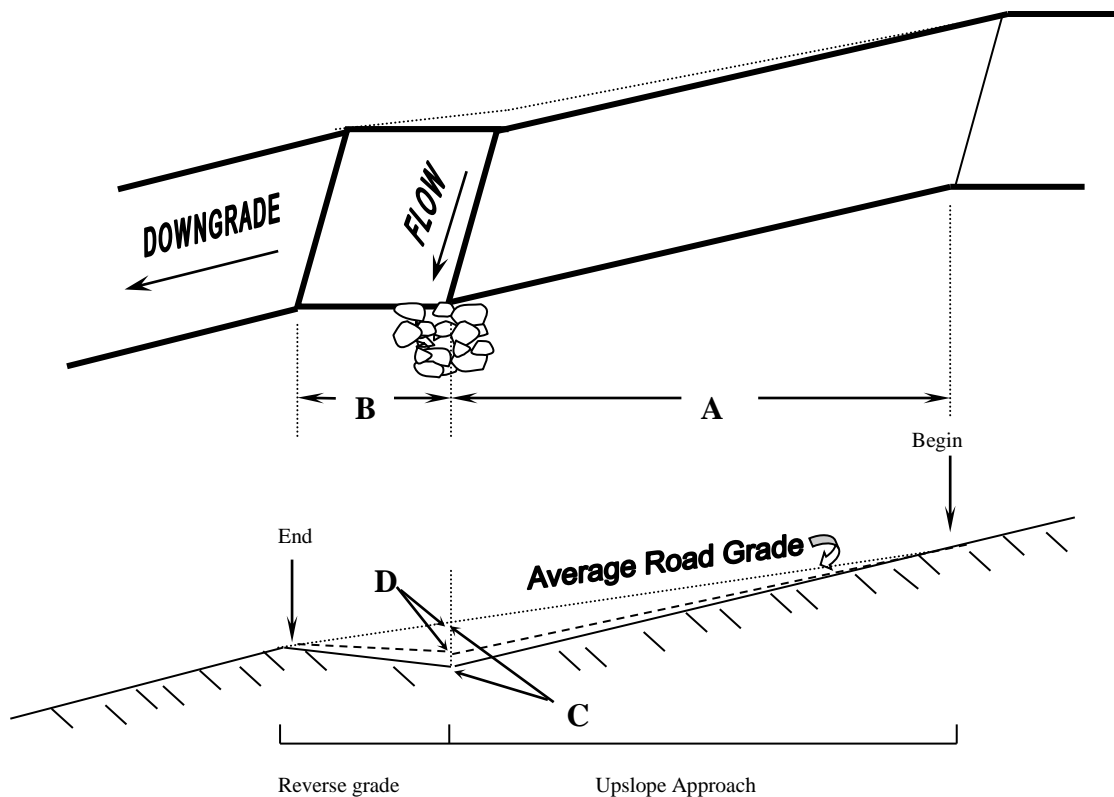 DOWNGRADE
FLOW
B
A
Begin
End
Average Road Grade
D
C
Reverse grade
Upslope Approach